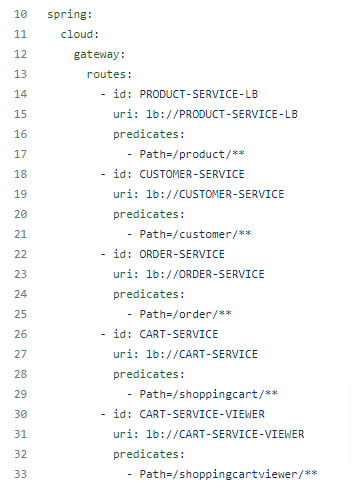 10 spring:
11   cloud:
12     gateway:
13       routes:
14         - id: PRODUCT-SERVICE-LB
15           uri: lb://PRODUCT-SERVICE-LB
16           predicates:
17             - Path=/product/**
18         - id: CUSTOMER-SERVICE
19           uri: lb://CUSTOMER-SERVICE
20           predicates:
21             - Path=/customer/**
22         - id: ORDER-SERVICE
23           uri: lb://ORDER-SERVICE
24           predicates:
25             - Path=/order/**
26         - id: CART-SERVICE
27           uri: lb://CART-SERVICE
28           predicates:
29             - Path=/shoppingcart/**
30         - id: CART-SERVICE-VIEWER
31           uri: lb://CART-SERVICE-VIEWER
32           predicates:
33             - Path=/shoppingcartviewer/**